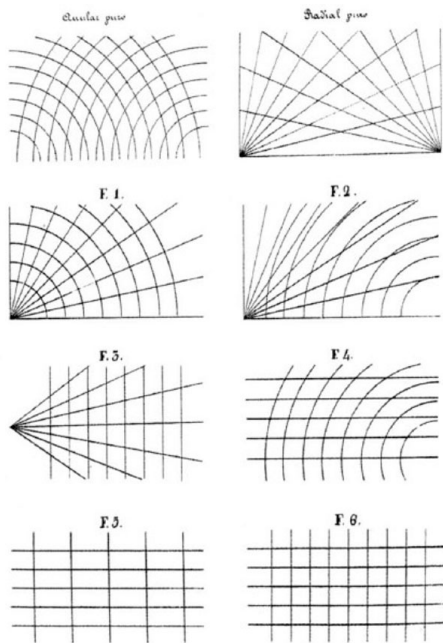 Anular puro
Radial puro
F. 1.
F. 2.
F. 3.
F. 4.
F. 5.
F. 6.